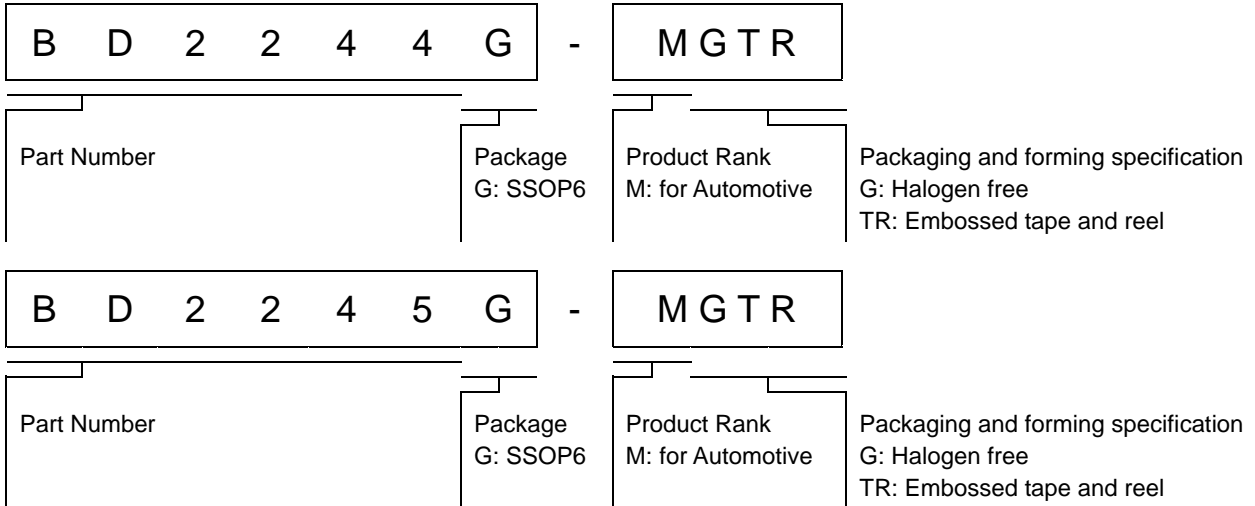 B D 2 2 4 4 G - M G T R
Part Number Package Product Rank Packaging and forming specification
G: SSOP6 M: for Automotive G: Halogen free
TR: Embossed tape and reel
B D 2 2 4 5 G - M G T R
Part Number Package Product Rank Packaging and forming specification
G: SSOP6 M: for Automotive G: Halogen free
TR: Embossed tape and reel